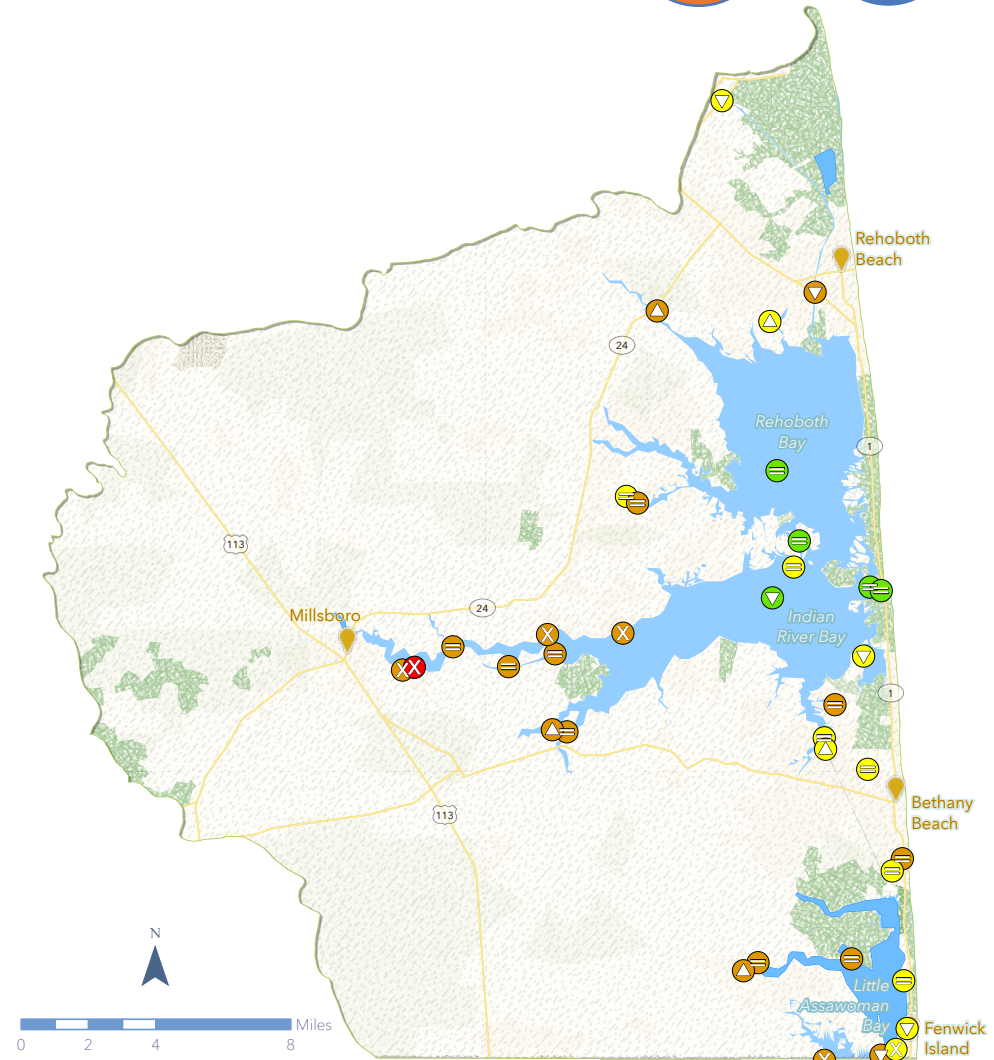 Rehoboth
Beach
24
Rehoboth
Bay
1
113
Millsboro
24
Indian
River Bay
1
Bethany
Beach
113
N
Little
Assawoman
Bay
Fenwick
Island
Miles
0 2 4 8